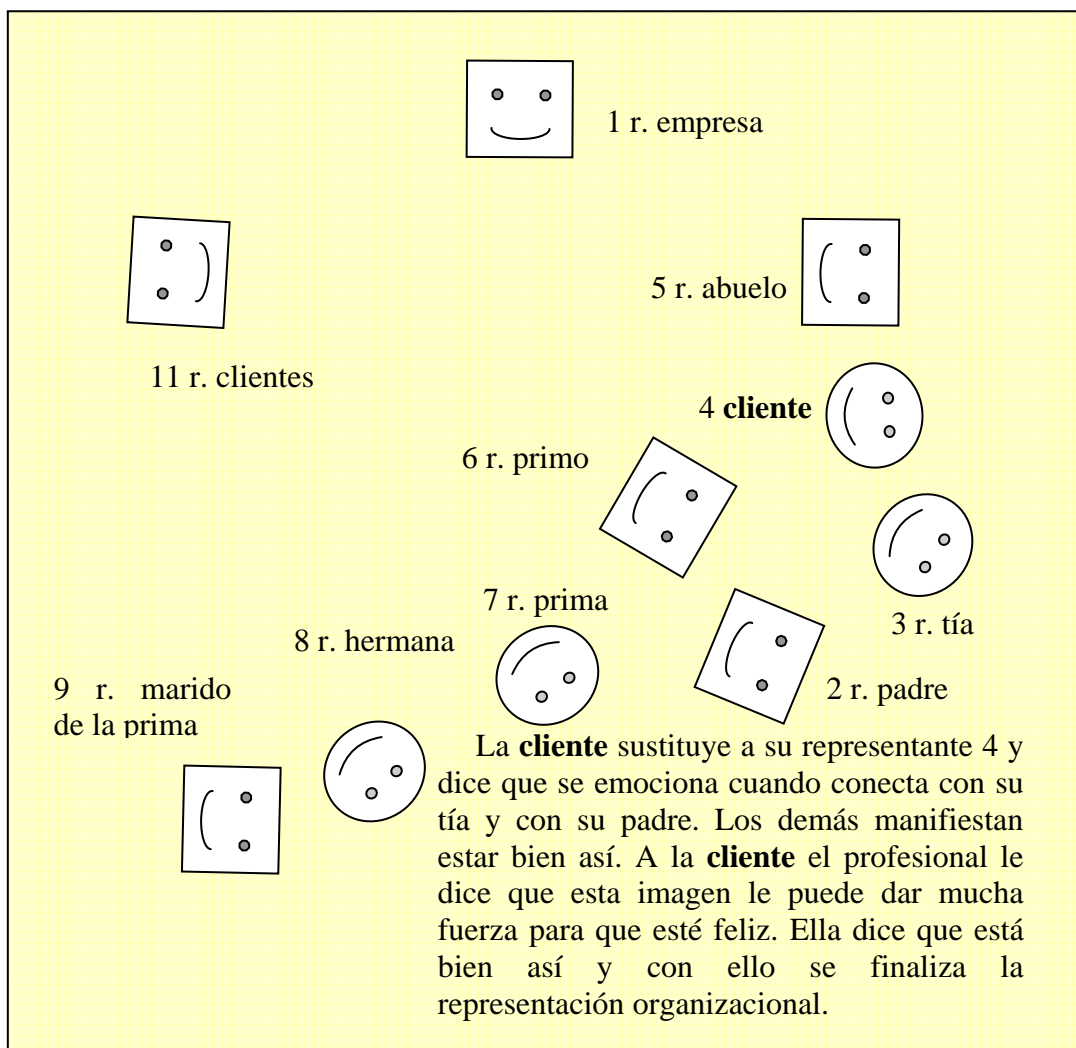 1 r. empresa
5 r. abuelo
11 r. clientes
4 cliente
6 r. primo
7 r. prima
3 r. tía
8 r. hermana
9 r. marido
de la prima
2 r. padre
La cliente sustituye a su representante 4 y
dice que se emociona cuando conecta con su
tía y con su padre. Los demás manifiestan
estar bien así. A la cliente el profesional le
dice que esta imagen le puede dar mucha
fuerza para que esté feliz. Ella dice que está
bien así y con ello se finaliza la
representación organizacional.